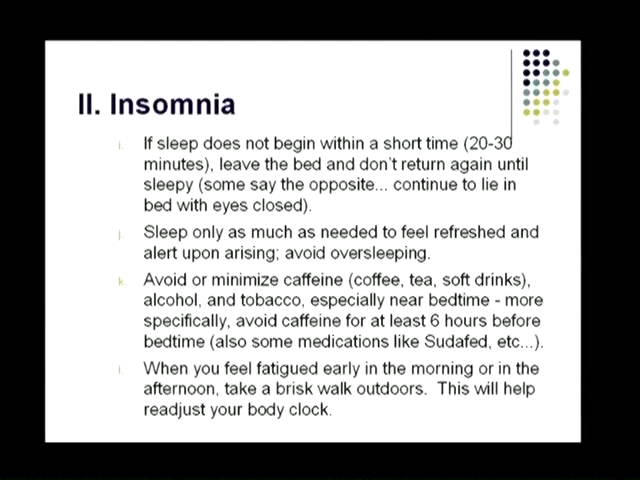 II. Insomnia
i. If sleep does not begin within a short time (20-30
minutes), leave the bed and don't return again until
sleepy (some say the opposite... continue to lie in
bed with eyes closed).
j. Sleep only as much as needed to feel refreshed and
alert upon arising; avoid oversleeping.
k. Avoid or minimize caffeine (coffee, tea, soft drinks),
alcohol, and tobacco, especially near bedtime - more
specifically, avoid caffeine for at least 6 hours before
bedtime (also some medications like Sudafed, etc...).
l. When you feel fatigued early in the morning or in the
afternoon, take a brisk walk outdoors. This will help
readjust your body clock.